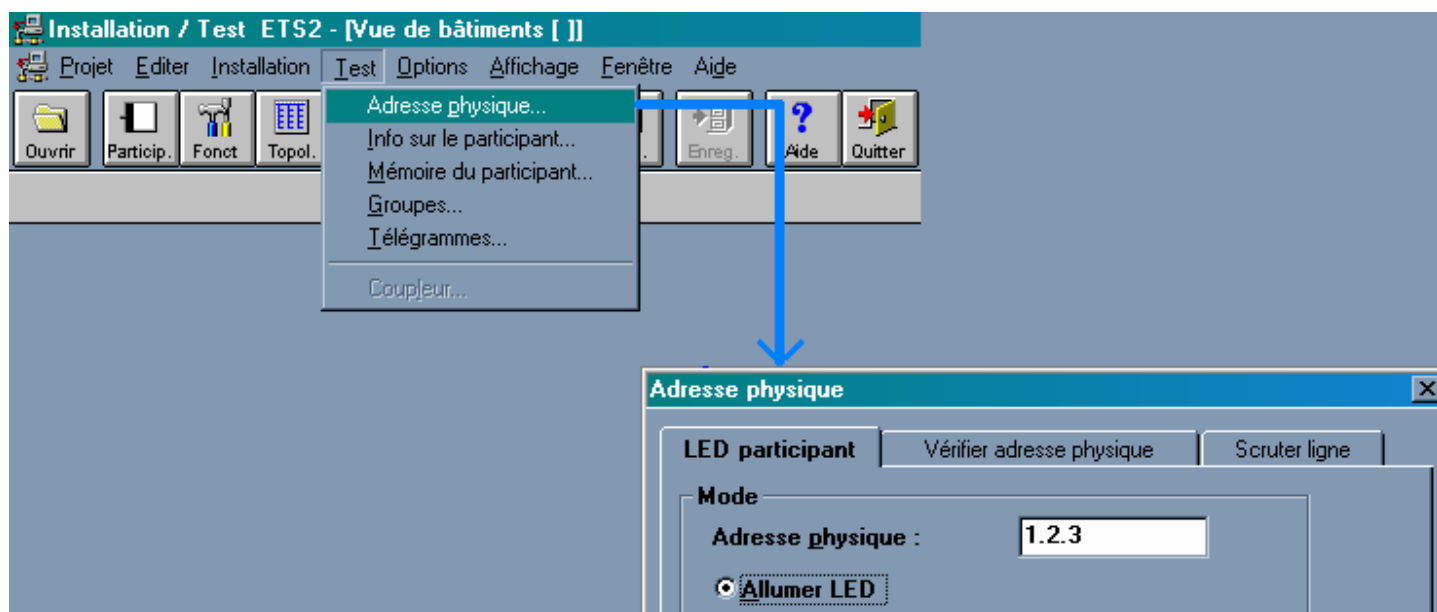 Installation / Test ETS2 - [Vue de bâtiments [ ]]
Projet Editer Installation Test Options Affichage Fenêtre Aide
Ouvrir Particip. Fonct Topol. . Enreg. Aide Quitter
Adresse physique...
Info sur le participant...
Mémoire du participant...
Groupes...
Télégrammes...
Coupleur...
Adresse physique
LED participant Vérifier adresse physique Scruter ligne
Mode
Adresse physique : 1.2.3
Allumer LED